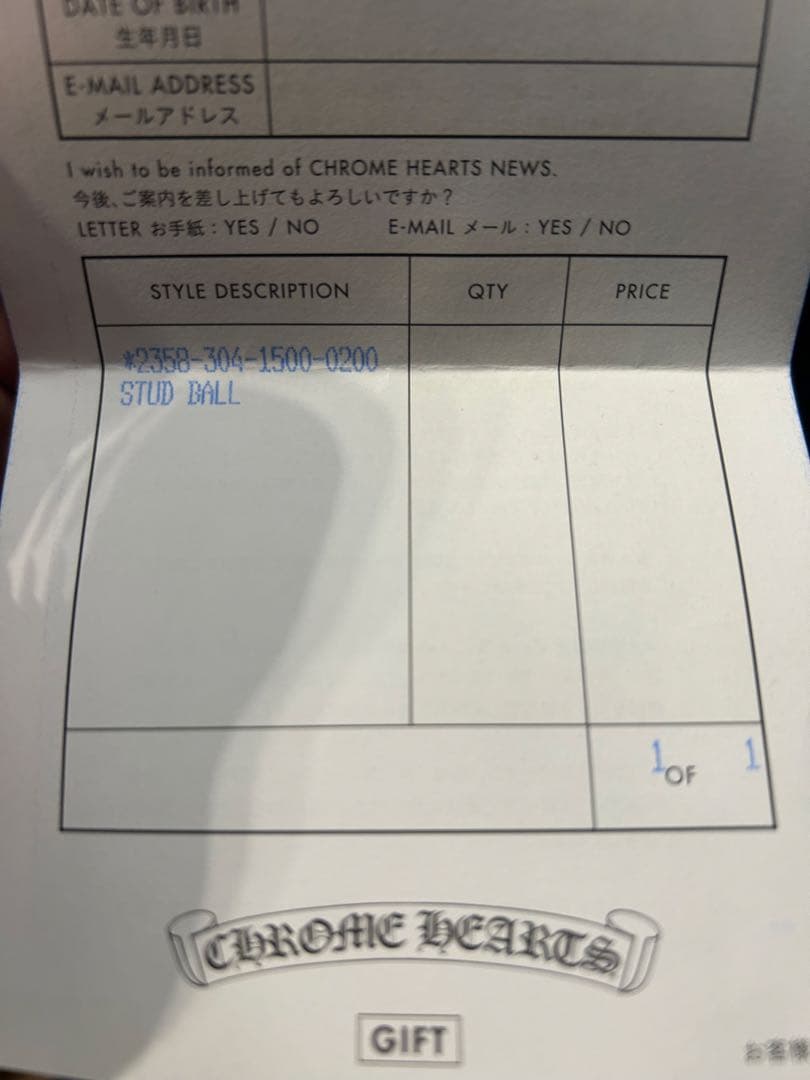 DATE OF BIRTH
生年月日
E-MAIL ADDRESS
メールアドレス
I wish to be informed of CHROME HEARTS NEWS.
今後、ご案内を差し上げてもよろしいですか？
LETTER お手紙：YES / NO E-MAIL メール：YES / NO
STYLE DESCRIPTION QTY PRICE
*2358-304-1500-0200
STUD BALL
1 OF 1
CHROME HEARTS
GIFT
お客様